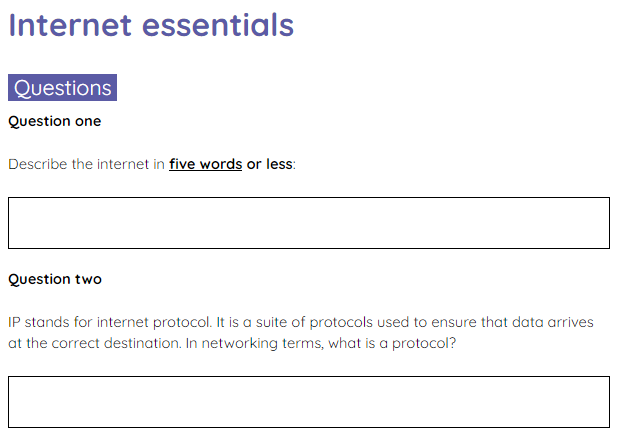 Internet essentials
Questions
Question one
Describe the internet in five words or less:
Question two
IP stands for internet protocol. It is a suite of protocols used to ensure that data arrives
at the correct destination. In networking terms, what is a protocol?